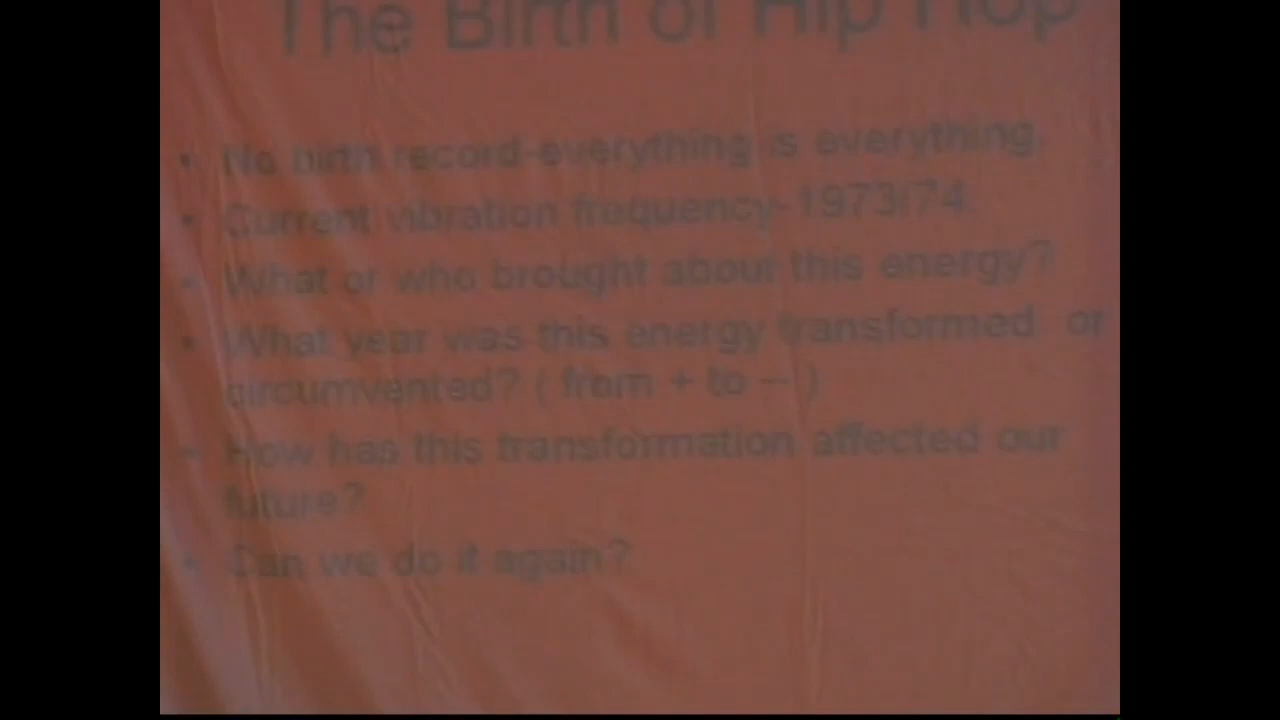 The Birth of Hip Hop
• No birth record-everything is everything.
• Current vibration frequency-1973/74.
• What or who brought about this energy?
• What year was this energy transformed or
circumvented? ( from + to -- )
• How has this transformation affected our
future?
• Can we do it again?